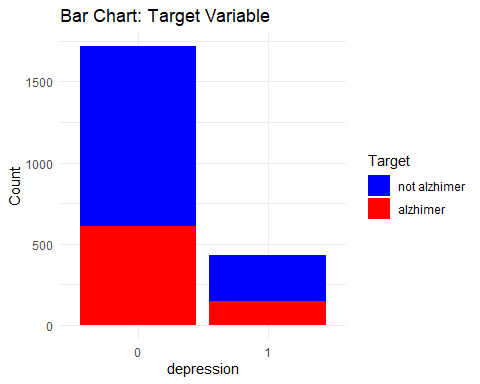 Bar Chart: Target Variable
1500
1000
500
0
Count
0
1
depression
Target
not alzhimer
alzhimer